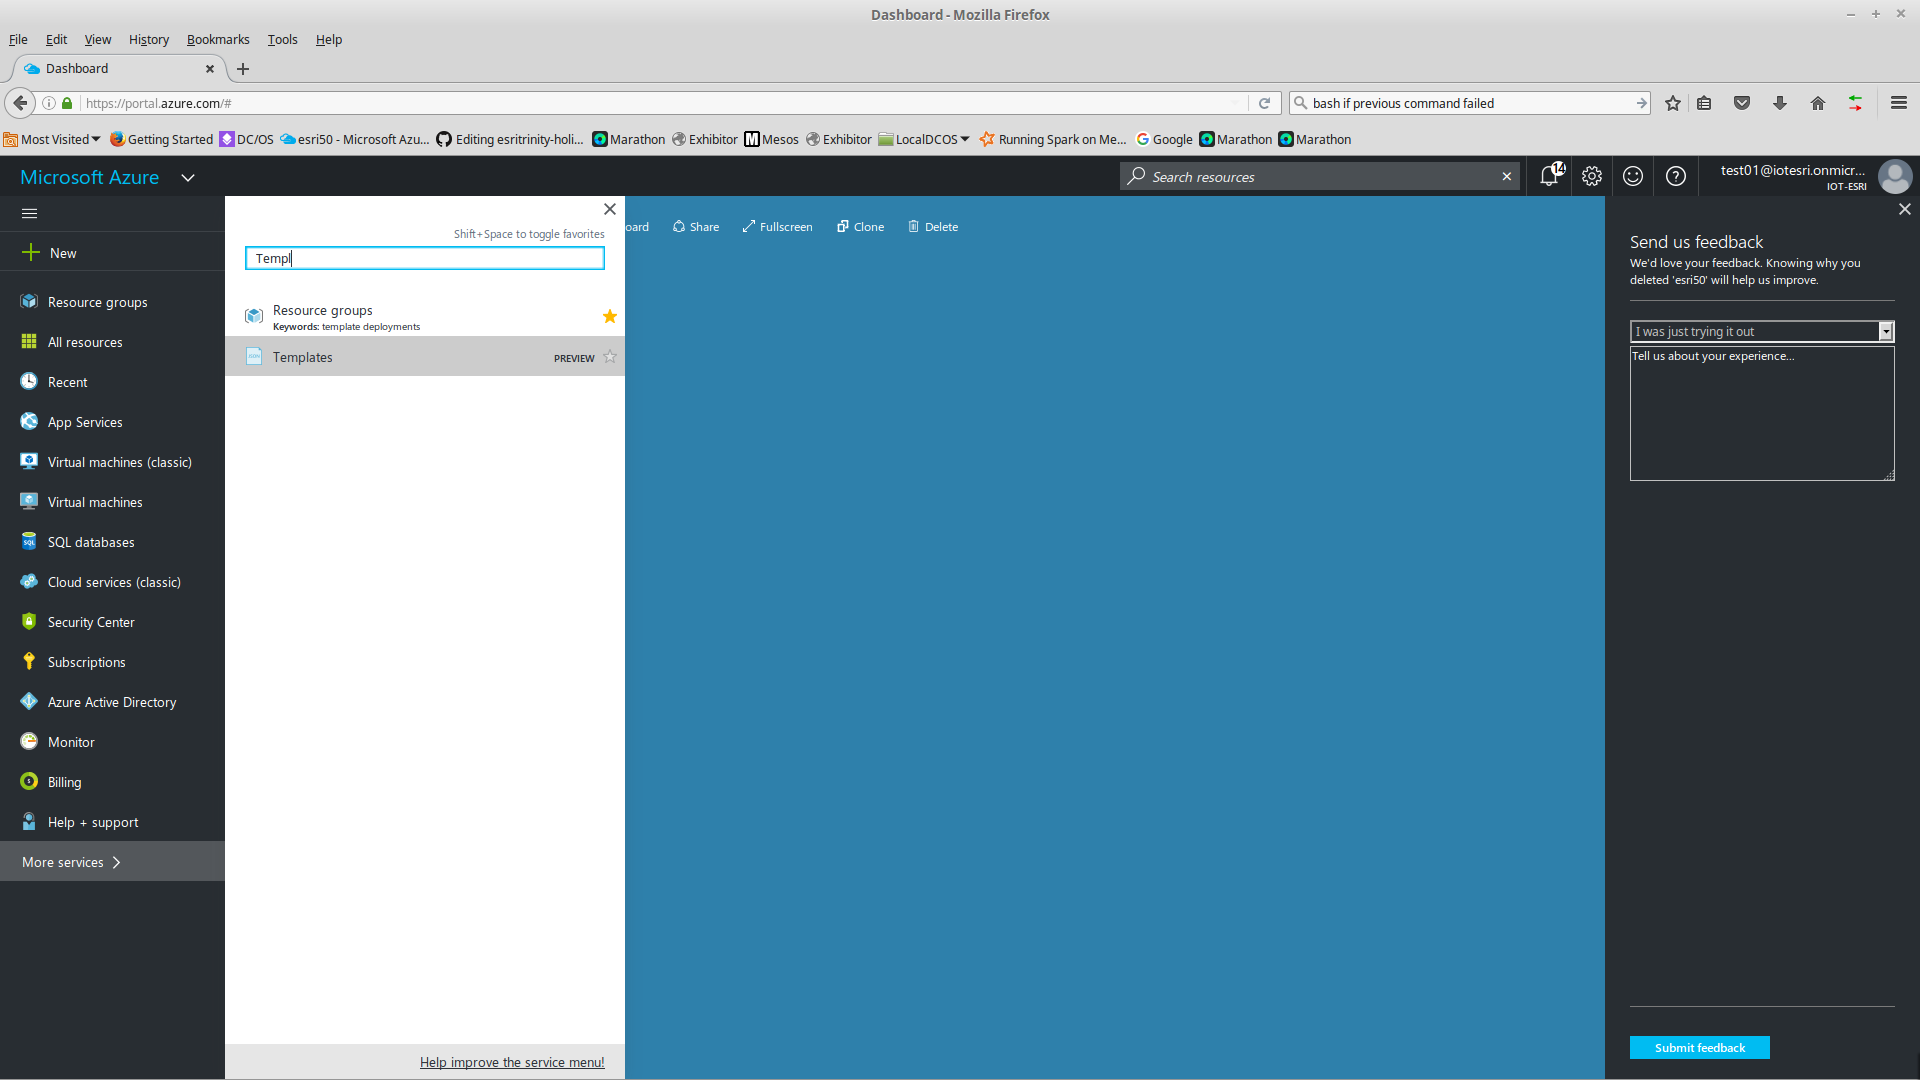 Dashboard - Mozilla Firefox
File Edit View History Bookmarks Tools Help
Dashboard
https://portal.azure.com/#
bash if previous command failed
Most Visited Getting Started DC/OS esri50 - Microsoft Azu... Editing esritrinity-holi... Marathon Exhibitor Mesos Exhibitor LocalDCOS Running Spark on Me... Google Marathon Marathon
Microsoft Azure
Search resources
14
test01@iotesri.onmicr...
IOT-ESRI
New
Resource groups
All resources
Recent
App Services
Virtual machines (classic)
Virtual machines
SQL databases
Cloud services (classic)
Security Center
Subscriptions
Azure Active Directory
Monitor
Billing
Help + support
More services
Shift+Space to toggle favorites
Templ
Resource groups
Keywords: template deployments
Templates PREVIEW
Help improve the service menu!
oard Share Fullscreen Clone Delete
Send us feedback
We'd love your feedback. Knowing why you
deleted 'esri50' will help us improve.
I was just trying it out
Tell us about your experience...
Submit feedback